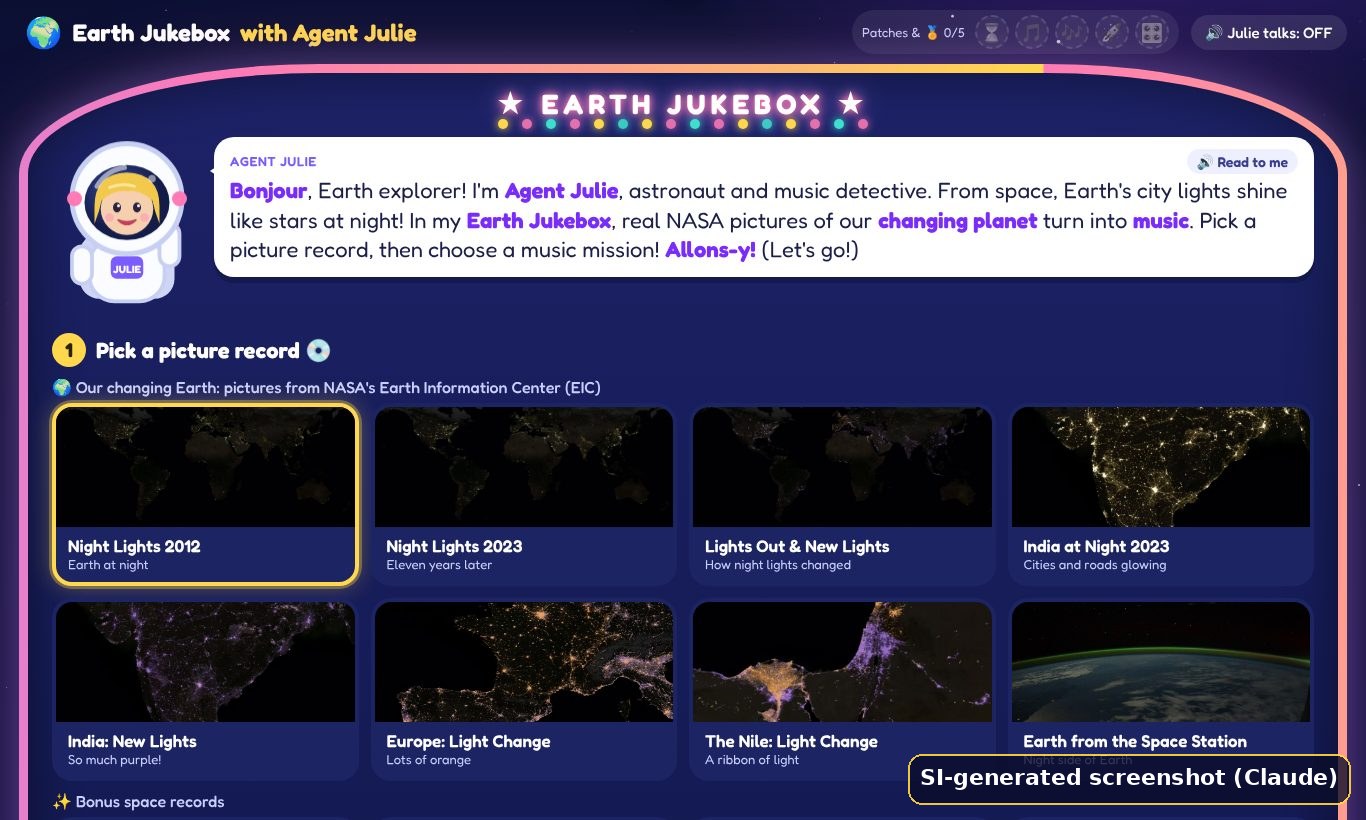 Earth Jukebox with Agent Julie
Patches & 🏅 0/5
🔊 Julie talks: OFF
★ EARTH JUKEBOX ★
AGENT JULIE
🔊 Read to me
Bonjour, Earth explorer! I'm Agent Julie, astronaut and music detective. From space, Earth's city lights shine
like stars at night! In my Earth Jukebox, real NASA pictures of our changing planet turn into music. Pick a
picture record, then choose a music mission! Allons-y! (Let's go!)
JULIE
1 Pick a picture record 💿
🌍 Our changing Earth: pictures from NASA's Earth Information Center (EIC)
Night Lights 2012
Earth at night
Night Lights 2023
Eleven years later
Lights Out & New Lights
How night lights changed
India at Night 2023
Cities and roads glowing
India: New Lights
So much purple!
Europe: Light Change
Lots of orange
The Nile: Light Change
A ribbon of light
Earth from the Space Station
Night side of Earth
SI-generated screenshot (Claude)
✨ Bonus space records